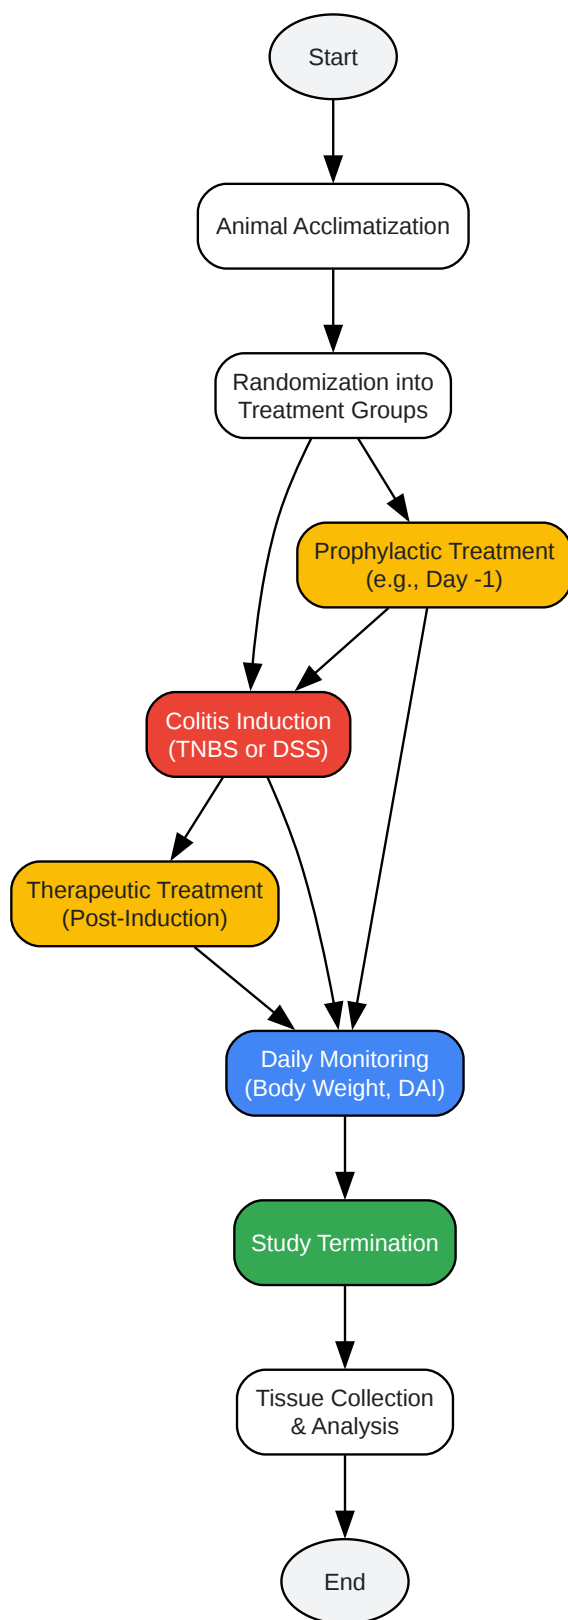 Start
Animal Acclimatization
Randomization into
Treatment Groups
Prophylactic Treatment
(e.g., Day -1)
Colitis Induction
(TNBS or DSS)
Therapeutic Treatment
(Post-Induction)
Daily Monitoring
(Body Weight, DAI)
Study Termination
Tissue Collection
& Analysis
End